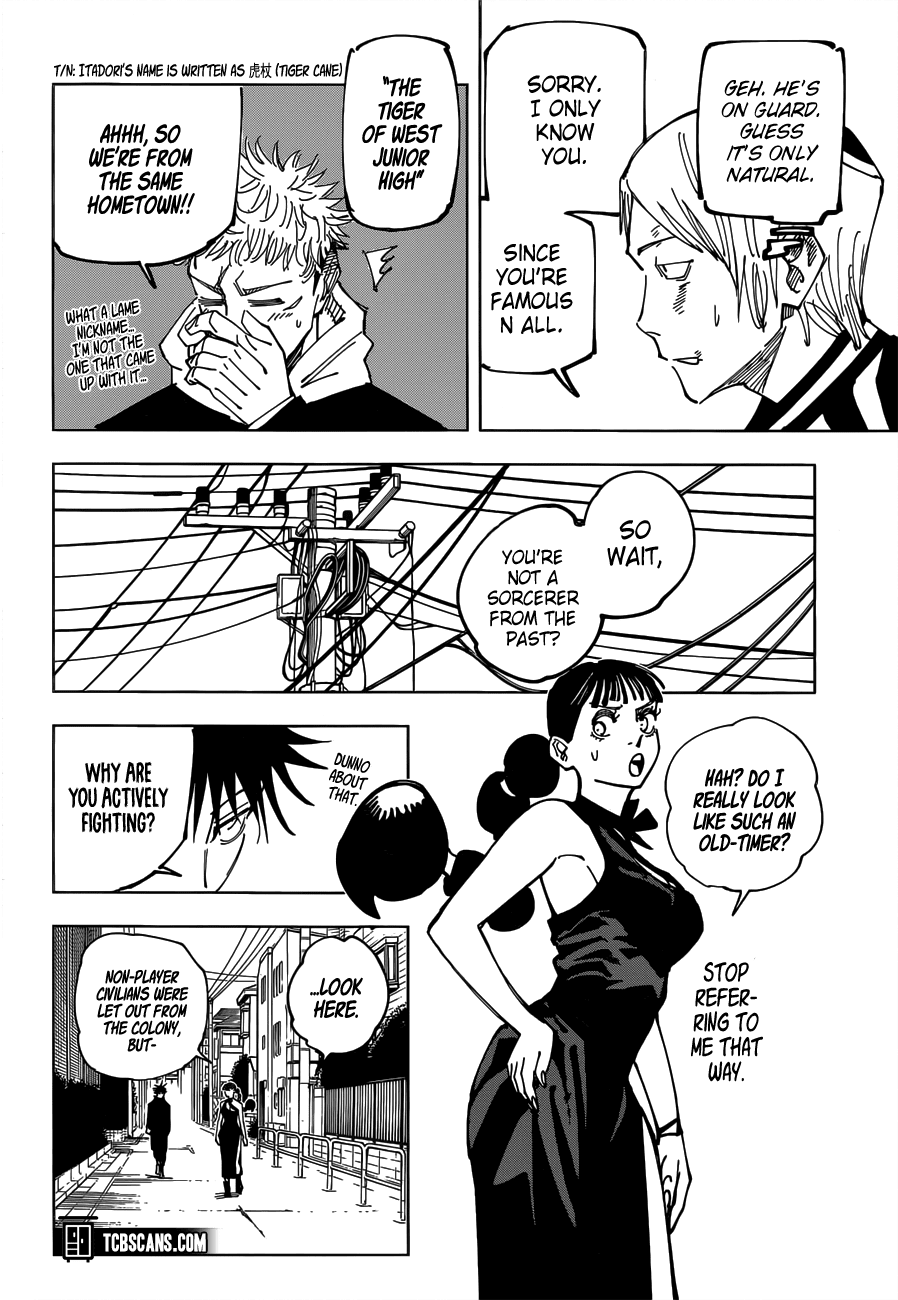 GEH. HE'S
ON GUARD.
GUESS
IT'S ONLY
NATURAL.
SORRY.
I ONLY
KNOW
YOU.
SINCE
YOU'RE
FAMOUS
N ALL.
T/N: ITADORI'S NAME IS WRITTEN AS 虎杖 (TIGER CANE)
"THE
TIGER
OF WEST
JUNIOR
HIGH"
AHHH, SO
WE'RE FROM
THE SAME
HOMETOWN!!
WHAT A LAME
NICKNAME...
I'M NOT THE
ONE THAT CAME
UP WITH IT...
SO
WAIT,
YOU'RE
NOT A
SORCERER
FROM THE
PAST?
HAH? DO I
REALLY LOOK
LIKE SUCH AN
OLD-TIMER?
STOP
REFER-
RING TO
ME THAT
WAY.
DUNNO
ABOUT
THAT.
WHY ARE
YOU ACTIVELY
FIGHTING?
...LOOK
HERE.
NON-PLAYER
CIVILIANS WERE
LET OUT FROM
THE COLONY,
BUT-
TCBSCANS.COM